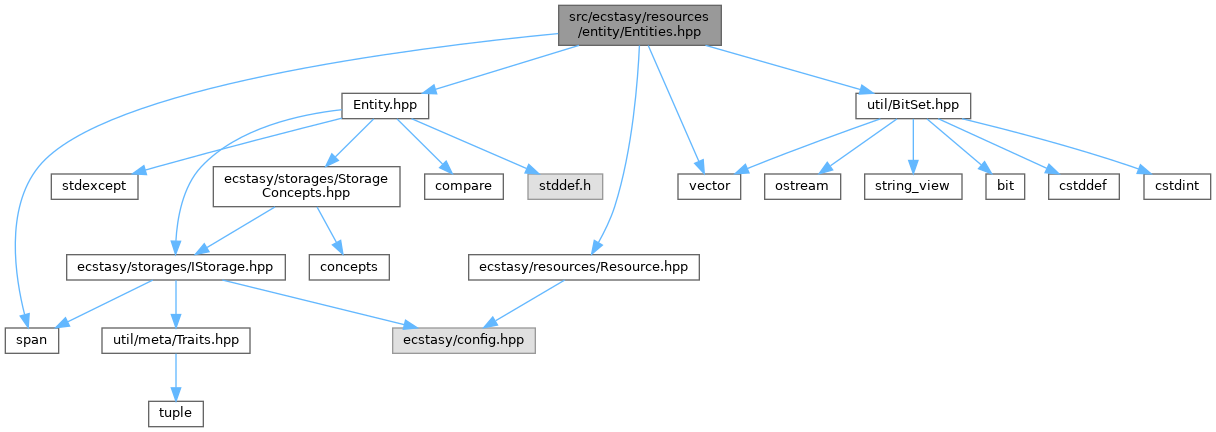 src/ecstasy/resources
/entity/Entities.hpp
Entity.hpp
util/BitSet.hpp
stdexcept
ecstasy/storages/Storage
Concepts.hpp
compare
stddef.h
vector
ostream
string_view
bit
cstddef
cstdint
ecstasy/storages/IStorage.hpp
concepts
ecstasy/resources/Resource.hpp
span
util/meta/Traits.hpp
ecstasy/config.hpp
tuple